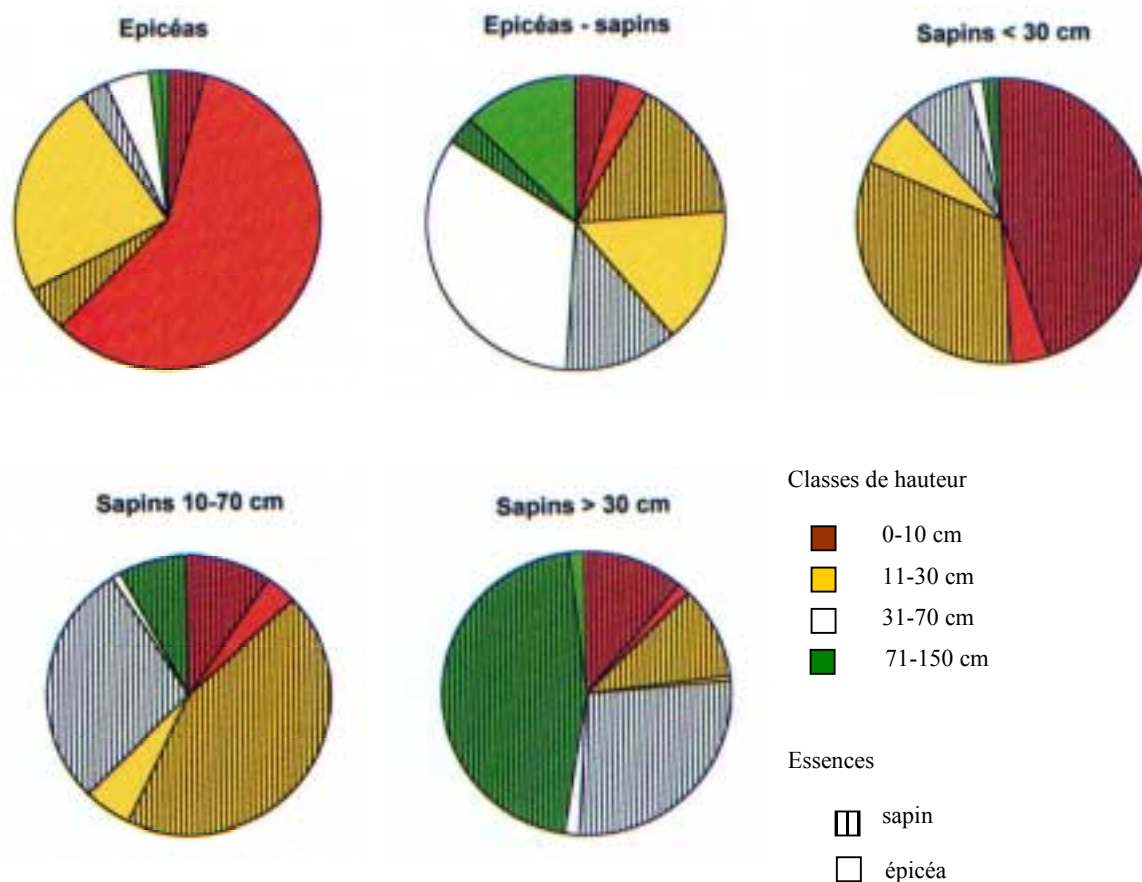 Epicéas
Epicéas - sapins
Sapins < 30 cm
Sapins 10-70 cm
Sapins > 30 cm
Classes de hauteur
0-10 cm
11-30 cm
31-70 cm
71-150 cm
Essences
sapin
épicéa